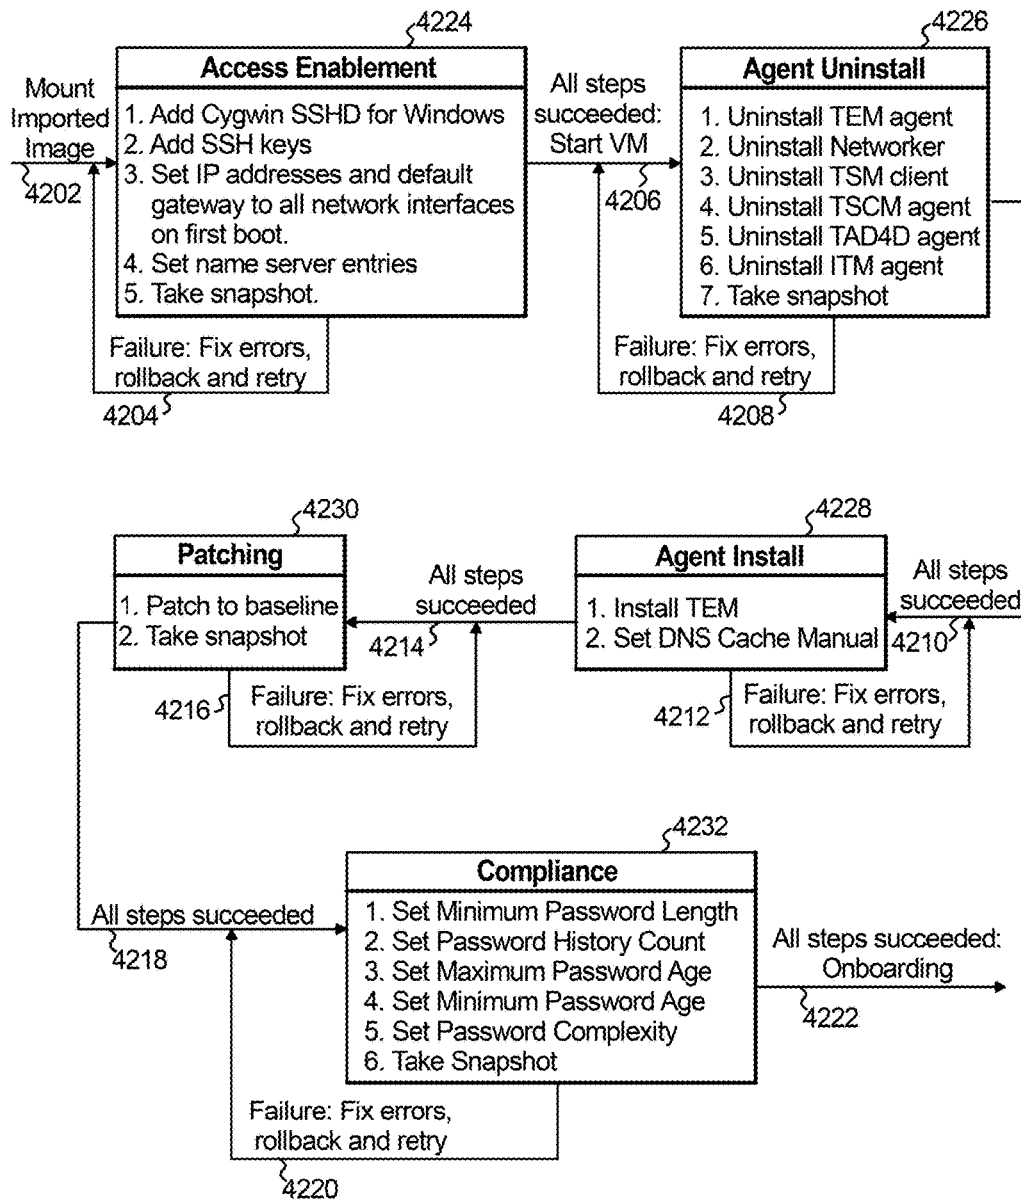 4224
Access Enablement
Mount
Imported
Image
4202
1. Add Cygwin SSHD for Windows
2. Add SSH keys
3. Set IP addresses and default
gateway to all network interfaces
on first boot.
4. Set name server entries
5. Take snapshot.
Failure: Fix errors,
rollback and retry
4204
All steps
succeeded:
Start VM
4206
4226
Agent Uninstall
1. Uninstall TEM agent
2. Uninstall Networker
3. Uninstall TSM client
4. Uninstall TSCM agent
5. Uninstall TAD4D agent
6. Uninstall ITM agent
7. Take snapshot
Failure: Fix errors,
rollback and retry
4208
4230
Patching
1. Patch to baseline
2. Take snapshot
4216
Failure: Fix errors,
rollback and retry
All steps
succeeded
4214
4228
Agent Install
1. Install TEM
2. Set DNS Cache Manual
4212
Failure: Fix errors,
rollback and retry
All steps
succeeded
4210
4232
Compliance
All steps succeeded
4218
1. Set Minimum Password Length
2. Set Password History Count
3. Set Maximum Password Age
4. Set Minimum Password Age
5. Set Password Complexity
6. Take Snapshot
Failure: Fix errors,
rollback and retry
4220
All steps succeeded:
Onboarding
4222